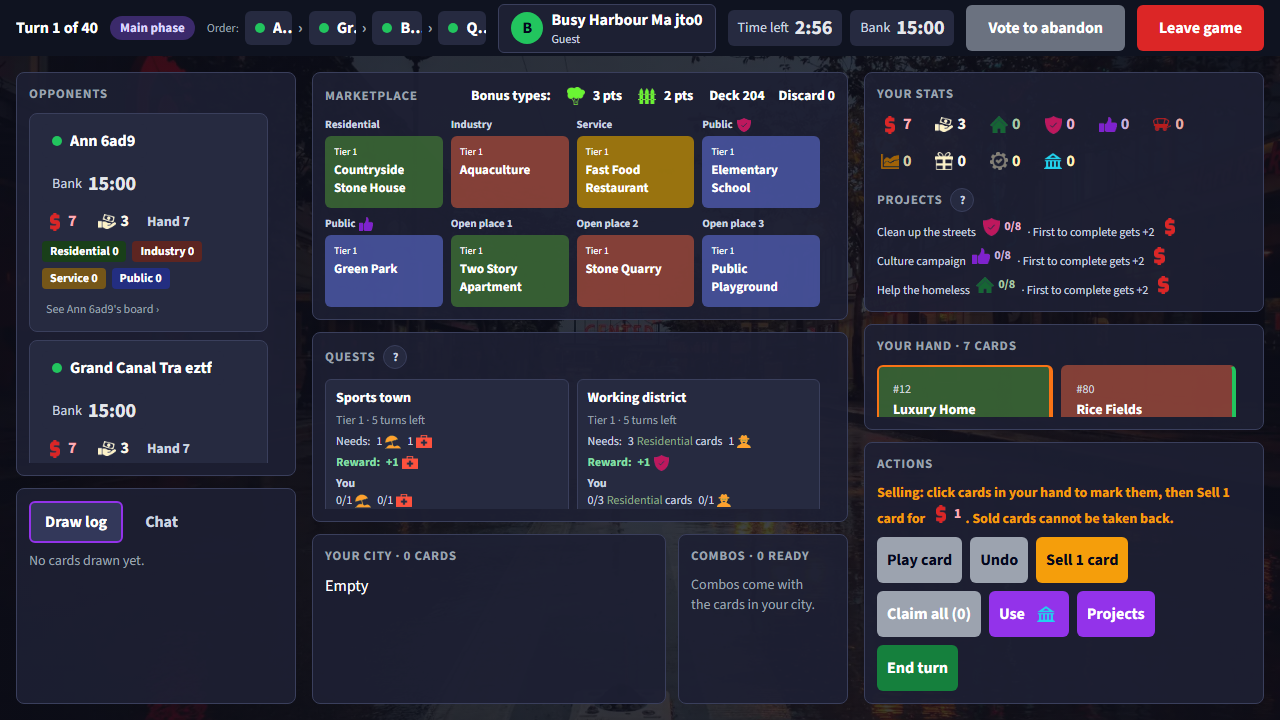 Turn 1 of 40
Main phase
Order:
A.. › Gr. › B.. › Q..
B
Busy Harbour Ma jto0
Guest
Time left 2:56
Bank 15:00
Vote to abandon
Leave game
OPPONENTS
Ann 6ad9
Bank 15:00
7 3 Hand 7
Residential 0 Industry 0
Service 0 Public 0
See Ann 6ad9's board ›
Grand Canal Tra eztf
Bank 15:00
7 3 Hand 7
Draw log Chat
No cards drawn yet.
MARKETPLACE Bonus types: 3 pts 2 pts Deck 204 Discard 0
Residential Industry Service Public
Tier 1
Countryside
Stone House
Tier 1
Aquaculture
Tier 1
Fast Food
Restaurant
Tier 1
Elementary
School
Public Open place 1 Open place 2 Open place 3
Tier 1
Green Park
Tier 1
Two Story
Apartment
Tier 1
Stone Quarry
Tier 1
Public
Playground
QUESTS ?
Sports town
Tier 1 · 5 turns left
Needs: 1 1
Reward: +1
You
0/1 0/1
Working district
Tier 1 · 5 turns left
Needs: 3 Residential cards 1
Reward: +1
You
0/3 Residential cards 0/1
YOUR CITY · 0 CARDS
Empty
COMBOS · 0 READY
Combos come with
the cards in your city.
YOUR STATS
7 3 0 0 0 0
0 0 0 0
PROJECTS ?
Clean up the streets 0/8 · First to complete gets +2
Culture campaign 0/8 · First to complete gets +2
Help the homeless 0/8 · First to complete gets +2
YOUR HAND · 7 CARDS
#12
Luxury Home
#80
Rice Fields
ACTIONS
Selling: click cards in your hand to mark them, then Sell 1
card for 1 . Sold cards cannot be taken back.
Play card Undo Sell 1 card
Claim all (0) Use Projects
End turn